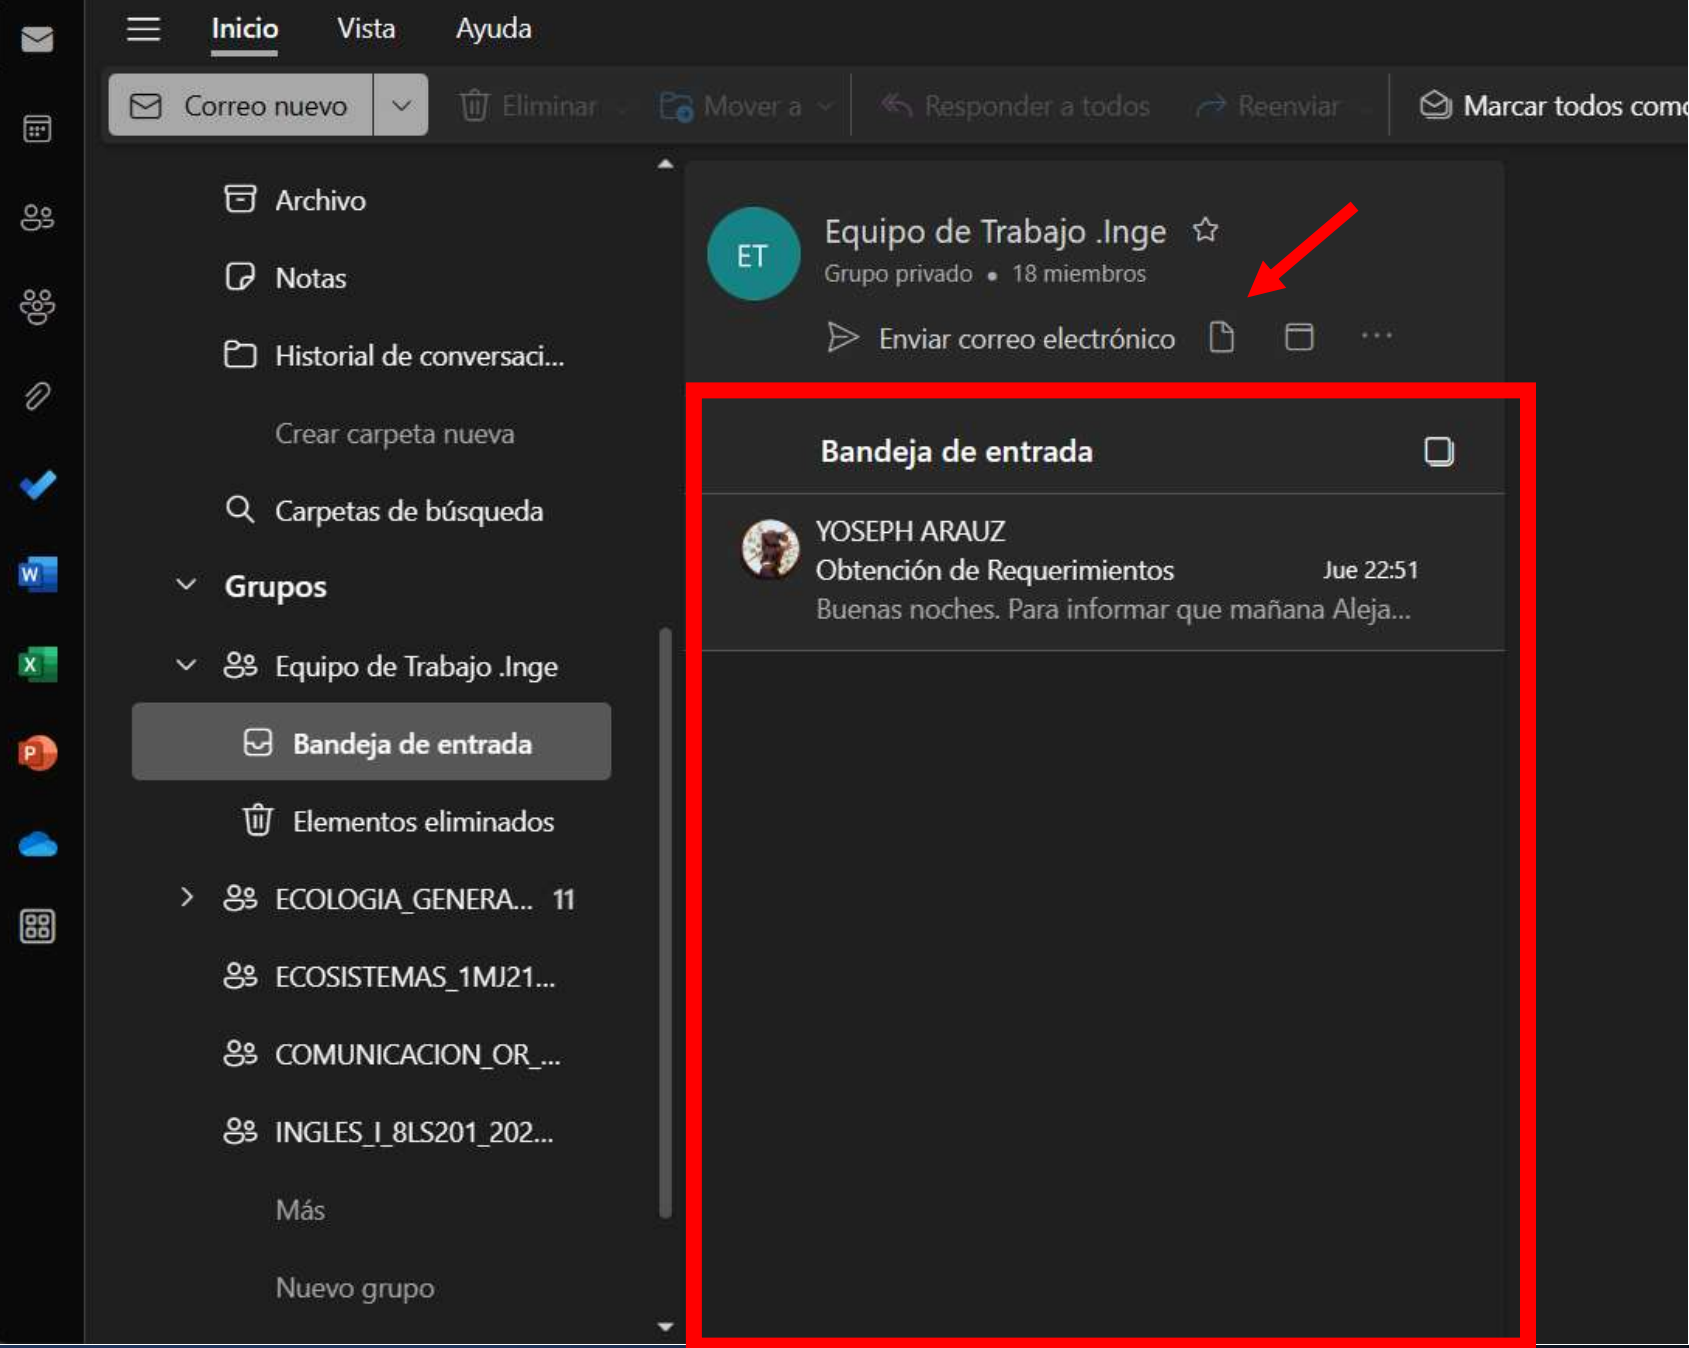 Inicio Vista Ayuda
Correo nuevo Eliminar Mover a Responder a todos Reenviar Marcar todos como
Archivo
Notas
Historial de conversaci...
Crear carpeta nueva
Carpetas de búsqueda
Grupos
Equipo de Trabajo .Inge
Bandeja de entrada
Elementos eliminados
ECOLOGIA_GENERA... 11
ECOSISTEMAS_1MJ21...
COMUNICACION_OR_...
INGLES_I_8LS201_202...
Más
Nuevo grupo
ET
Equipo de Trabajo .Inge
Grupo privado • 18 miembros
Enviar correo electrónico ...
Bandeja de entrada
YOSEPH ARAUZ
Obtención de Requerimientos Jue 22:51
Buenas noches. Para informar que mañana Aleja...
W
X
P